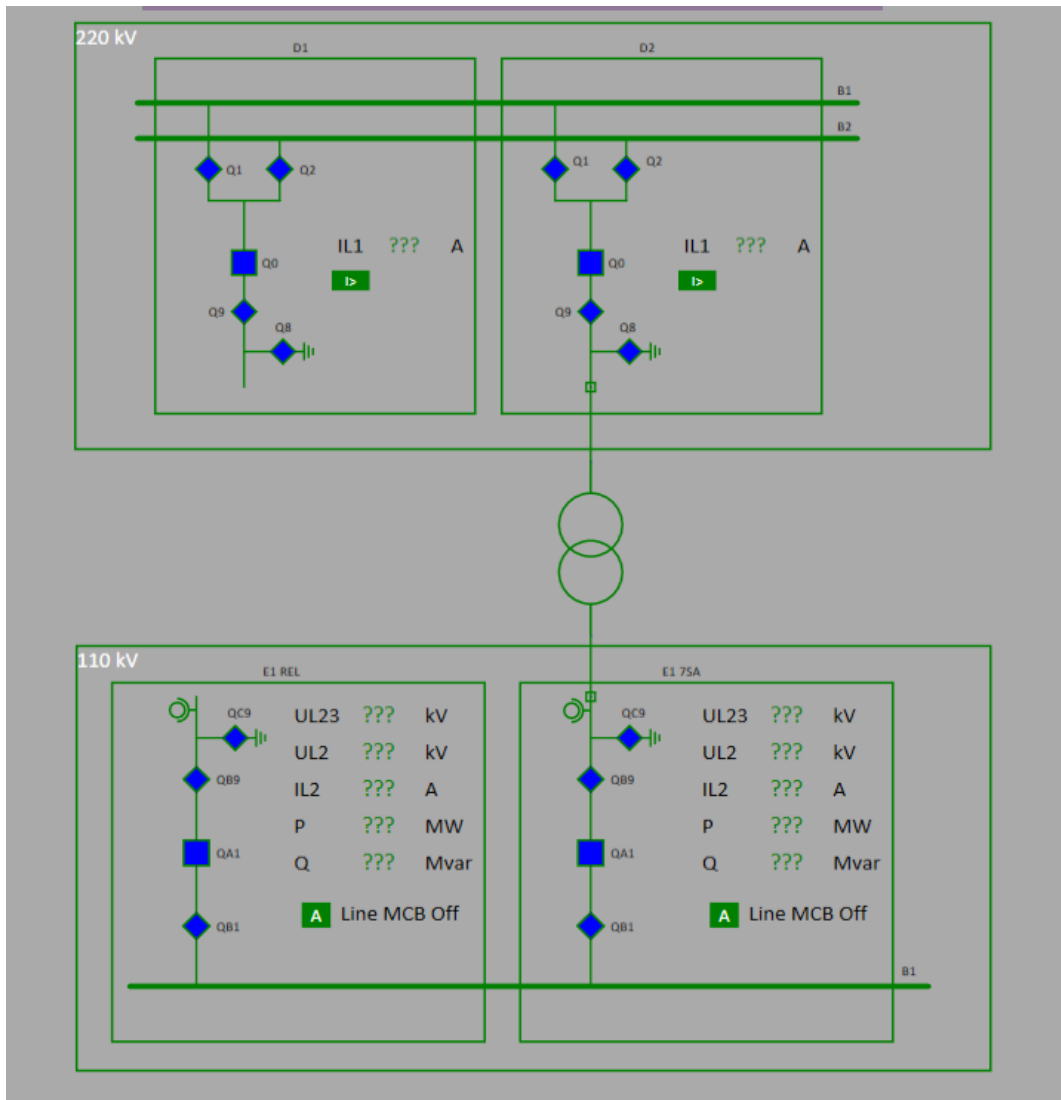 220 kV
D1
D2
B1
B2
Q1
Q2
Q1
Q2
IL1 ??? A
IL1 ??? A
Q0
Q0
I>
I>
Q9
Q9
Q8
Q8
110 kV
E1 REL
E1 7SA
QC9
QC9
UL23 ??? kV
UL23 ??? kV
UL2 ??? kV
UL2 ??? kV
QB9
QB9
IL2 ??? A
IL2 ??? A
P ??? MW
P ??? MW
QA1
QA1
Q ??? Mvar
Q ??? Mvar
A Line MCB Off
A Line MCB Off
QB1
QB1
B1